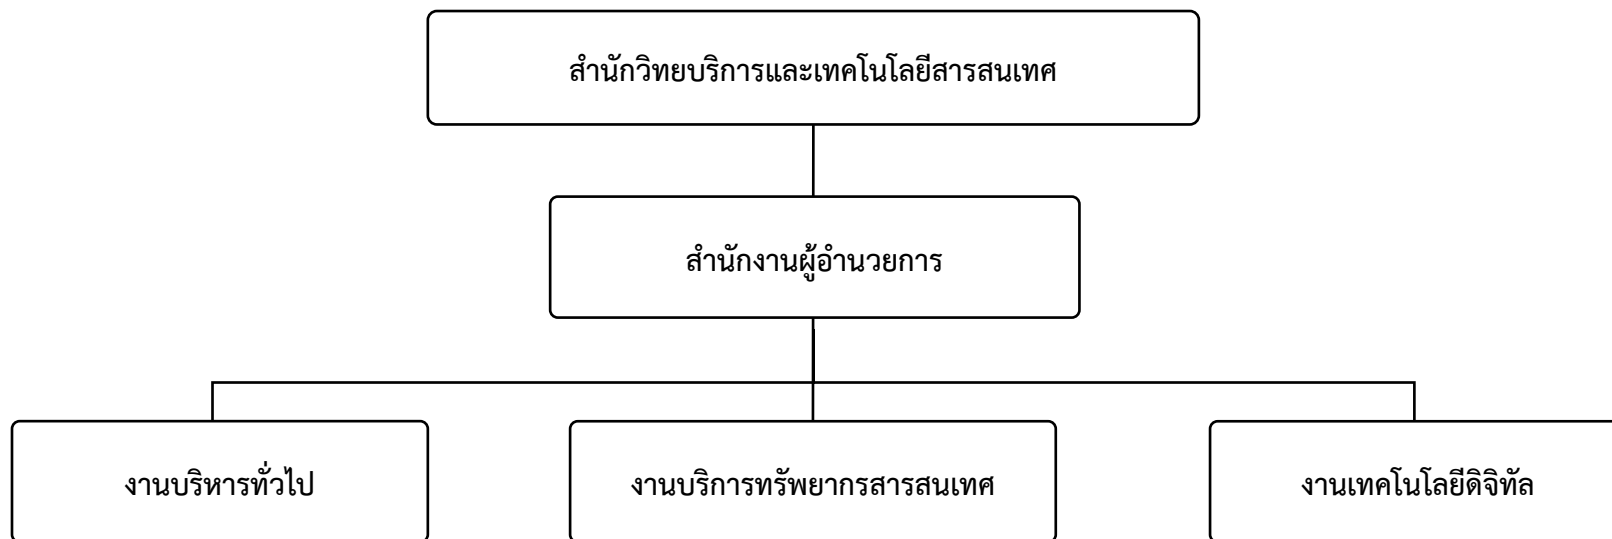 สำนักวิทยบริการและเทคโนโลยีสารสนเทศ
สำนักงานผู้อำนวยการ
งานบริหารทั่วไป
งานบริการทรัพยากรสารสนเทศ
งานเทคโนโลยีดิจิทัล